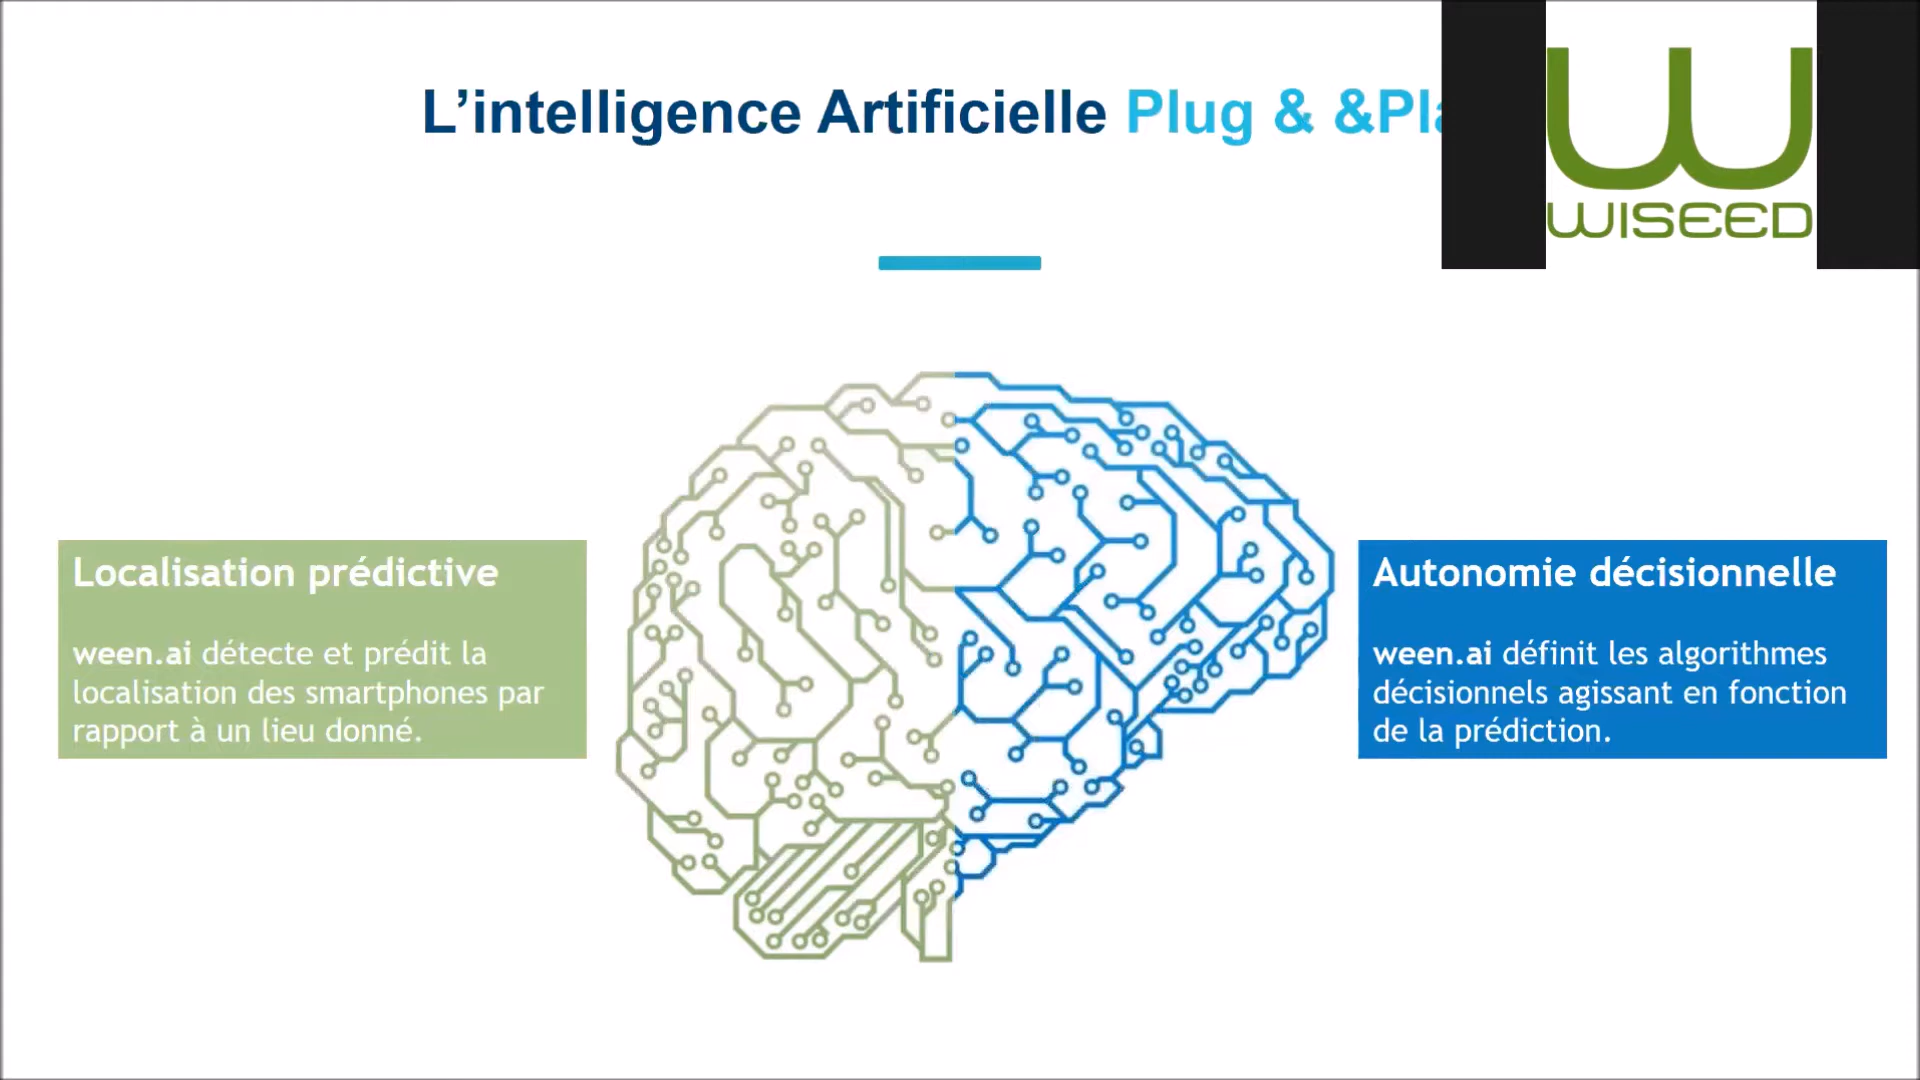 L’intelligence Artificielle Plug & &Pla
WISEED
Localisation prédictive
ween.ai détecte et prédit la
localisation des smartphones par
rapport à un lieu donné.
Autonomie décisionnelle
ween.ai définit les algorithmes
décisionnels agissant en fonction
de la prédiction.